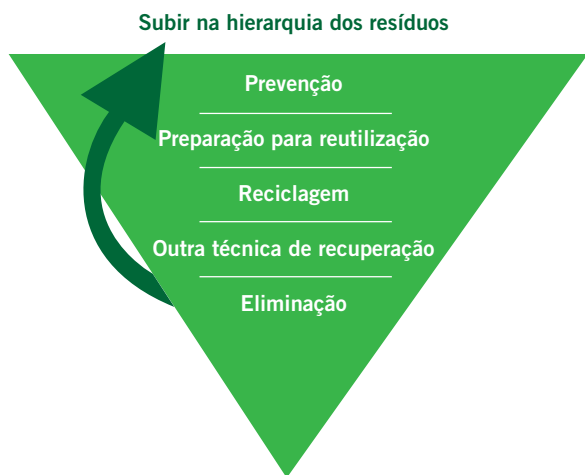 Subir na hierarquia dos resíduos
Prevenção
Preparação para reutilização
Reciclagem
Outra técnica de recuperação
Eliminação